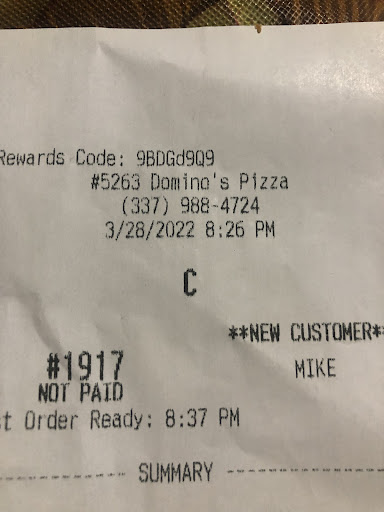 Rewards Code: 9BDGd9Q9
#5263 Domino's Pizza
(337) 988-4724
3/28/2022 8:26 PM
C
**NEW CUSTOMER**
#1917
MIKE
NOT PAID
st Order Ready: 8:37 PM
SUMMARY